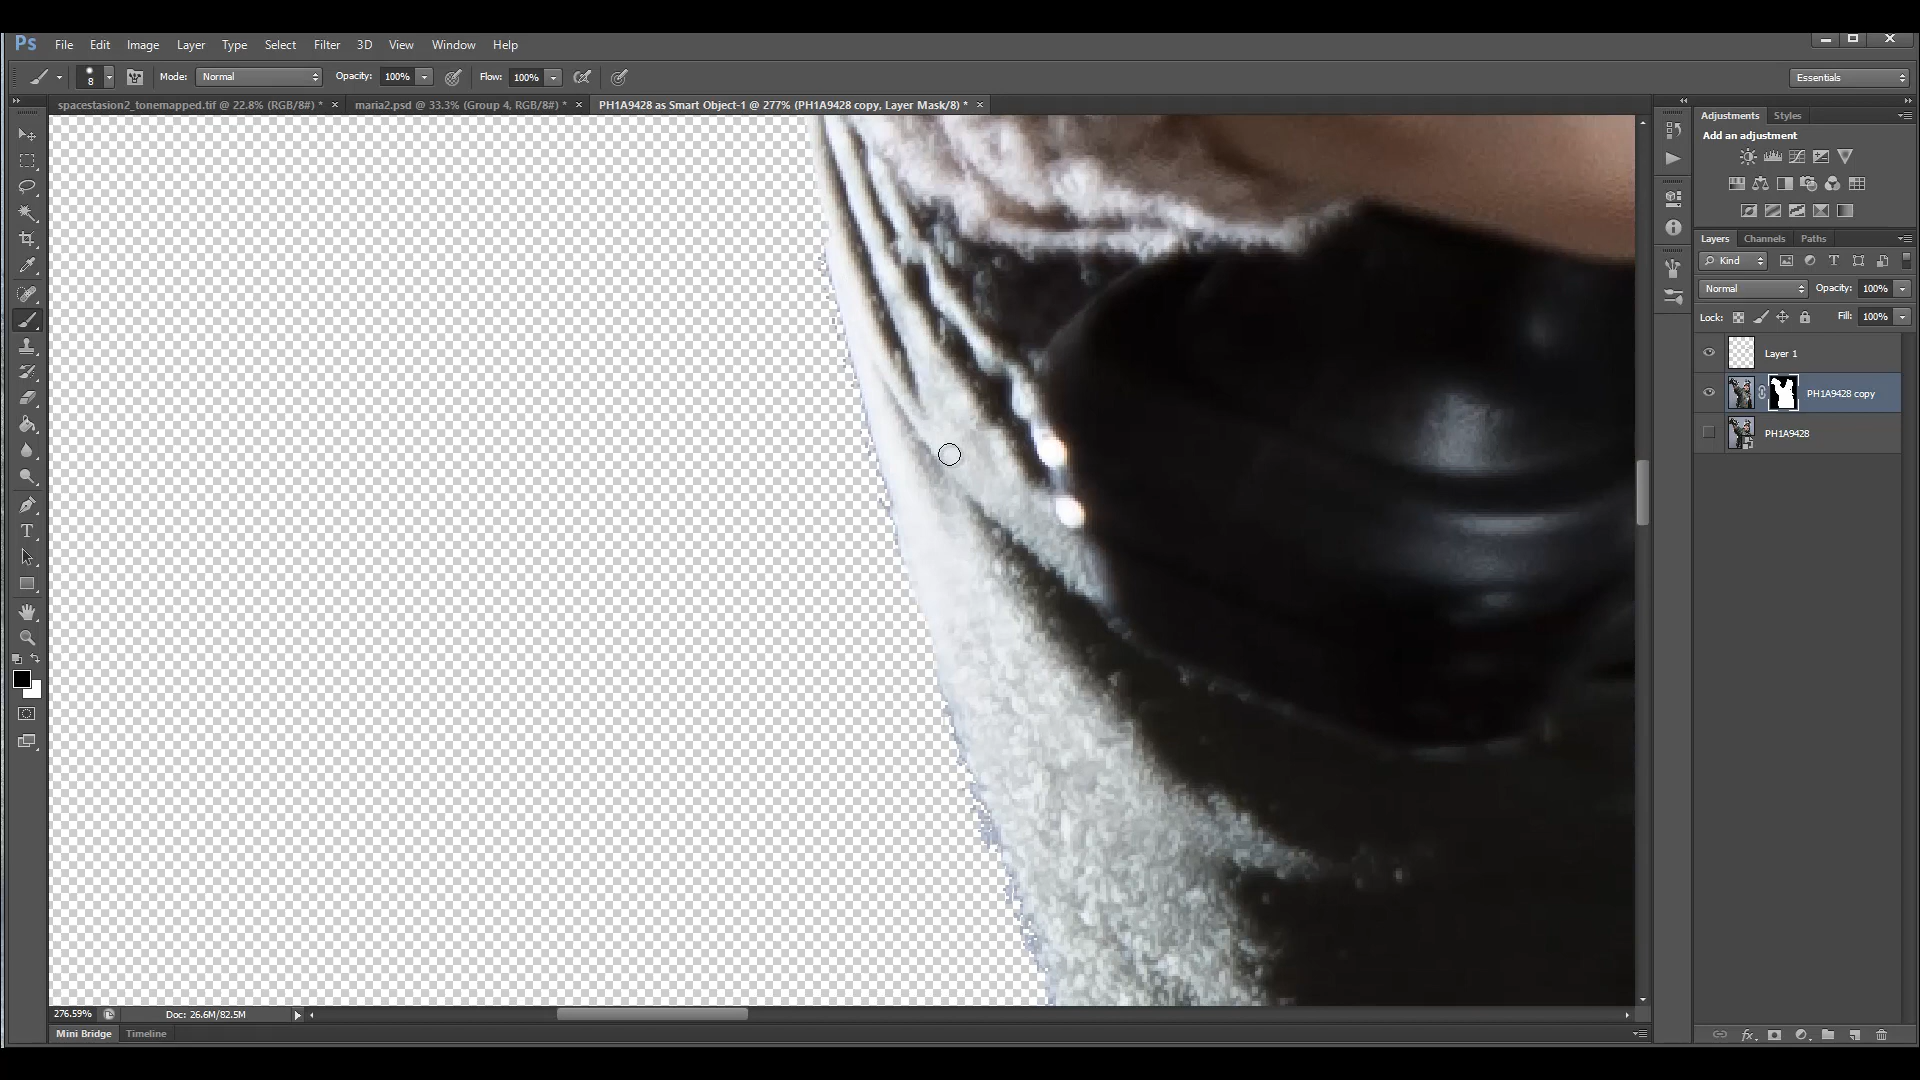 Ps File Edit Image Layer Type Select Filter 3D View Window Help
8 Mode: Normal Opacity: 100% Flow: 100% Essentials
spacestasion2_tonemapped.tif @ 22.8% (RGB/8#) * × maria2.psd @ 33.3% (Group 4, RGB/8#) * × PH1A9428 as Smart Object-1 @ 277% (PH1A9428 copy, Layer Mask/8) * ×
Adjustments Styles
Add an adjustment
Layers Channels Paths
Kind
Normal Opacity: 100%
Lock: Fill: 100%
Layer 1
PH1A9428 copy
PH1A9428
276.59% Doc: 26.6M/82.5M
Mini Bridge Timeline